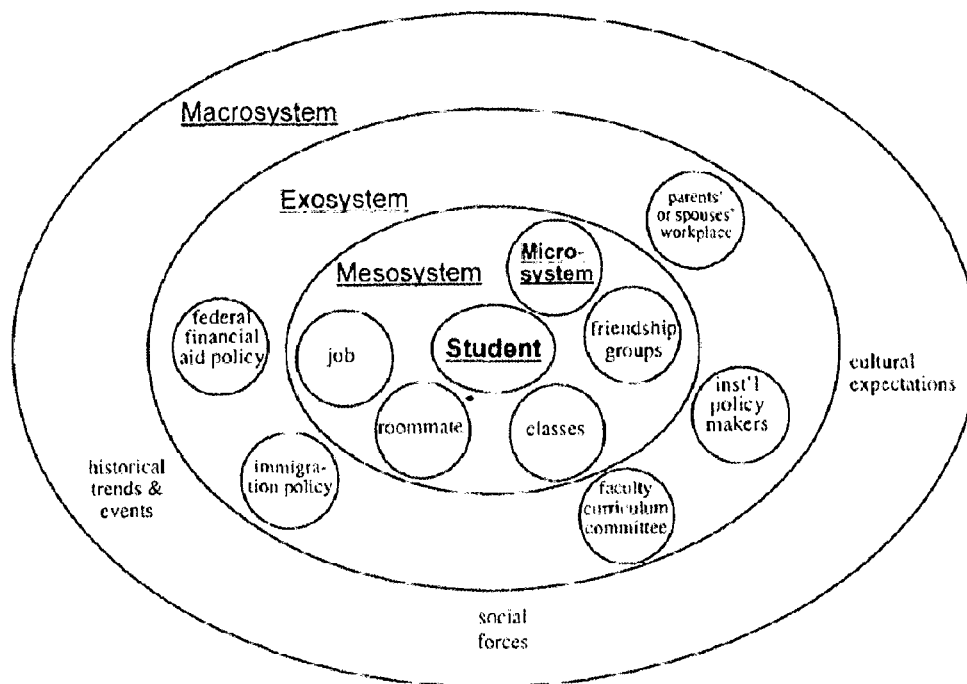 Macrosystem
Exosystem
parents'
or spouses'
workplace
Micro-
system
Mesosystem
federal
financial
aid policy
job
Student
friendship
groups
cultural
expectations
inst'l
policy
makers
roommate
classes
historical
trends &
events
immigra-
tion policy
faculty
curriculum
committee
social
forces